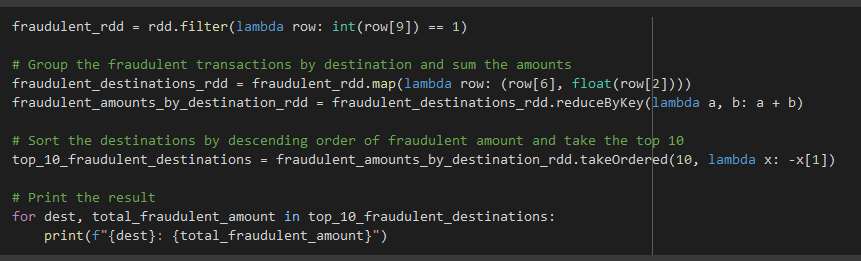 fraudulent_rdd = rdd.filter(lambda row: int(row[9]) == 1)
# Group the fraudulent transactions by destination and sum the amounts
fraudulent_destinations_rdd = fraudulent_rdd.map(lambda row: (row[6], float(row[2])))
fraudulent_amounts_by_destination_rdd = fraudulent_destinations_rdd.reduceByKey(lambda a, b: a + b)
# Sort the destinations by descending order of fraudulent amount and take the top 10
top_10_fraudulent_destinations = fraudulent_amounts_by_destination_rdd.takeOrdered(10, lambda x: -x[1])
# Print the result
for dest, total_fraudulent_amount in top_10_fraudulent_destinations:
    print(f"{dest}: {total_fraudulent_amount}")